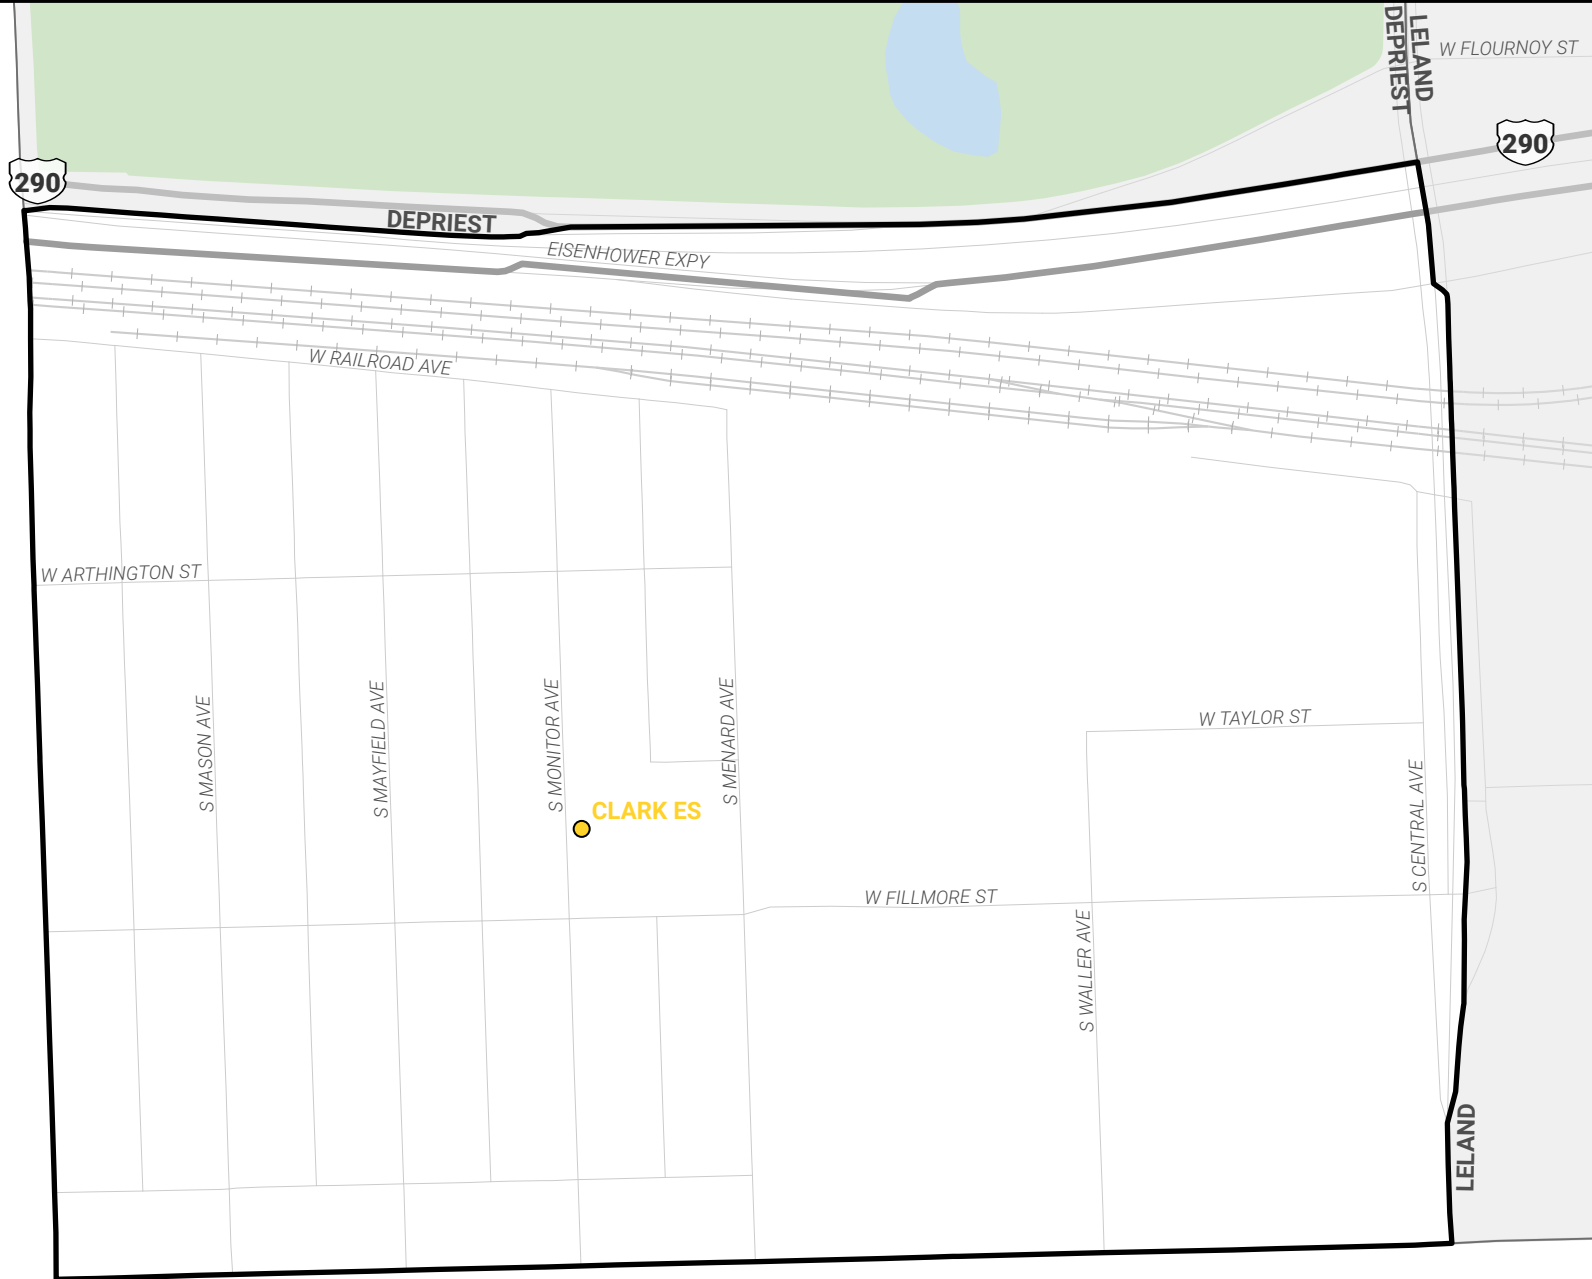 DEPRIEST
LELAND
W FLOURNOY ST
290
290
DEPRIEST
EISENHOWER EXPY
W RAILROAD AVE
W ARTHINGTON ST
S MASON AVE
S MAYFIELD AVE
S MONITOR AVE
S MENARD AVE
W TAYLOR ST
S CENTRAL AVE
CLARK ES
W FILLMORE ST
S WALLER AVE
LELAND